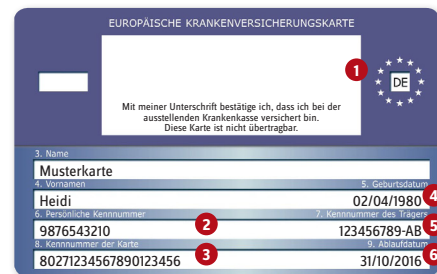 EUROPÄISCHE KRANKENVERSICHERUNGSKARTE
1
DE
Mit meiner Unterschrift bestätige ich, dass ich bei der
ausstellenden Krankenkasse versichert bin.
Diese Karte ist nicht übertragbar.
3. Name
Musterkarte
4. Vornamen 5. Geburtsdatum
Heidi 02/04/1980 4
6. Persönliche Kennnummer 2 7. Kennnummer des Trägers
9876543210 123456789-AB 5
8. Kennnummer der Karte 3 9. Ablaufdatum
80271234567890123456 31/10/2016 6